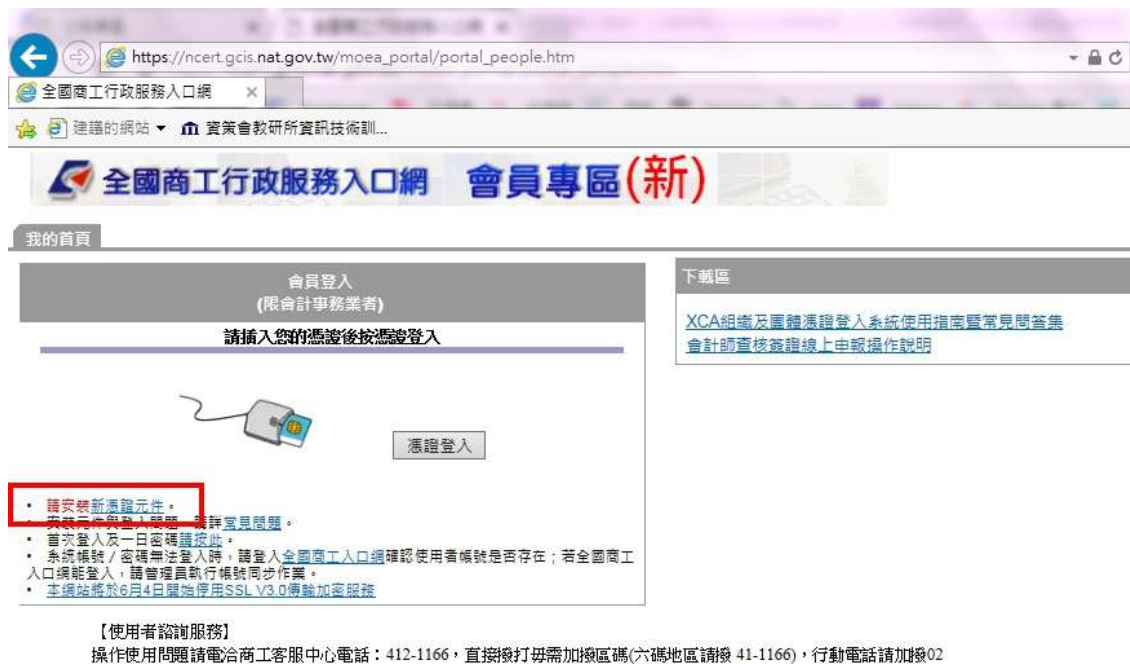 https://ncert.gcis.nat.gov.tw/moea_portal/portal_people.htm
全國商工行政服務入口網
建議的網站
資策會教研所資訊技術訓...
全國商工行政服務入口網 會員專區(新)
我的首頁
會員登入
(限會計事務業者)
請插入您的憑證後按憑證登入
憑證登入
• 請安裝新憑證元件。
• 安裝元件與登入問題,請詳常見問題。
• 首次登入及一日密碼請按此。
• 系統帳號 / 密碼無法登入時,請登入全國商工入口網確認使用者帳號是否存在;若全國商工
入口網能登入,請管理員執行帳號同步作業。
• 本網站將於6月4日開始停用SSL V3.0傳輸加密服務
下載區
XCA組織及團體憑證登入系統使用指南暨常見問答集
會計師查核簽證線上申報操作說明
【使用者諮詢服務】
操作使用問題請電洽商工客服中心電話:412-1166,直接撥打毋需加撥區碼(六碼地區請撥 41-1166),行動電話請加撥02